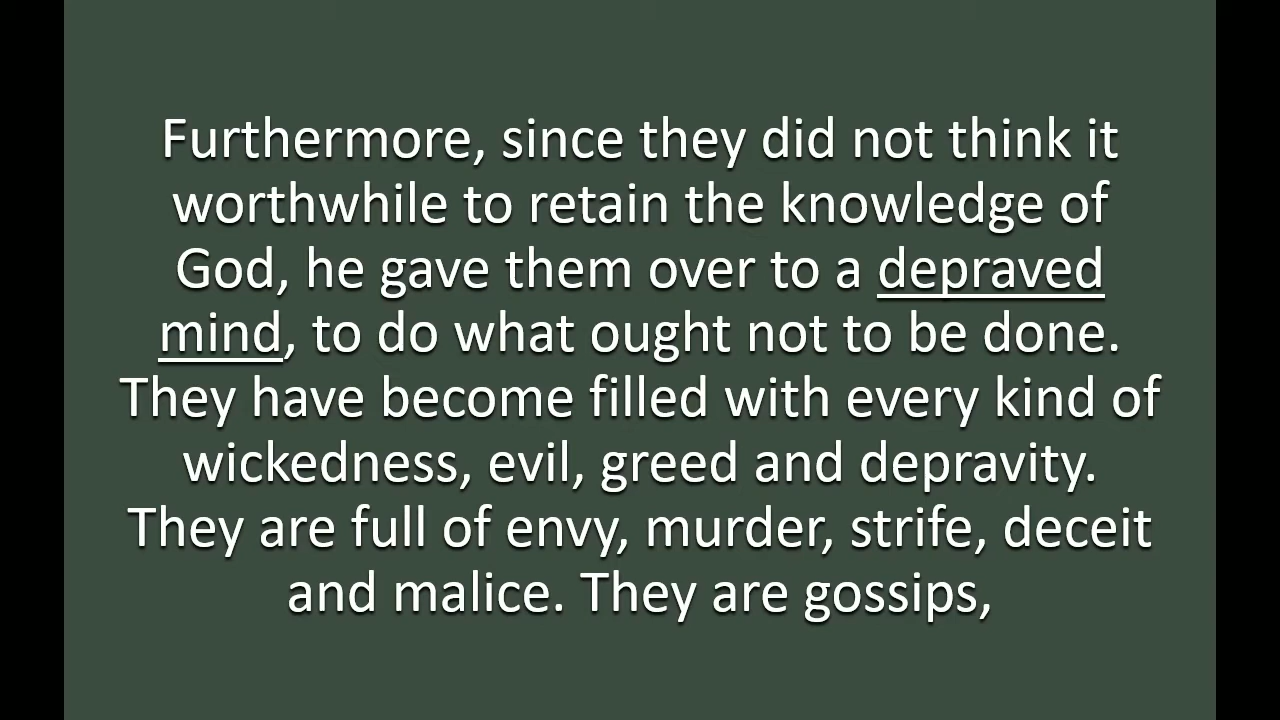 Furthermore, since they did not think it
worthwhile to retain the knowledge of
God, he gave them over to a depraved
mind, to do what ought not to be done.
They have become filled with every kind of
wickedness, evil, greed and depravity.
They are full of envy, murder, strife, deceit
and malice. They are gossips,